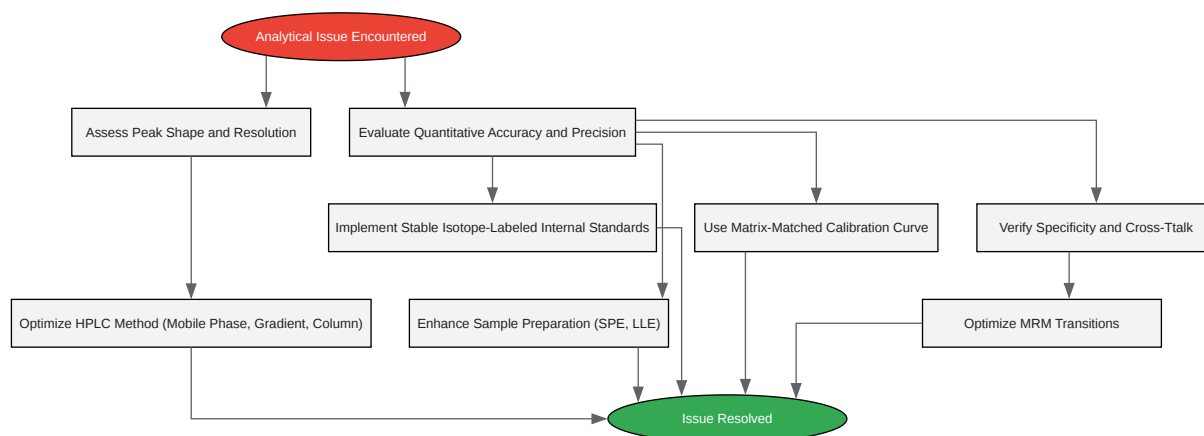 Analytical Issue Encountered
Assess Peak Shape and Resolution
Evaluate Quantitative Accuracy and Precision
Implement Stable Isotope-Labeled Internal Standards
Use Matrix-Matched Calibration Curve
Verify Specificity and Cross-Ttalk
Optimize HPLC Method (Mobile Phase, Gradient, Column)
Enhance Sample Preparation (SPE, LLE)
Optimize MRM Transitions
Issue Resolved